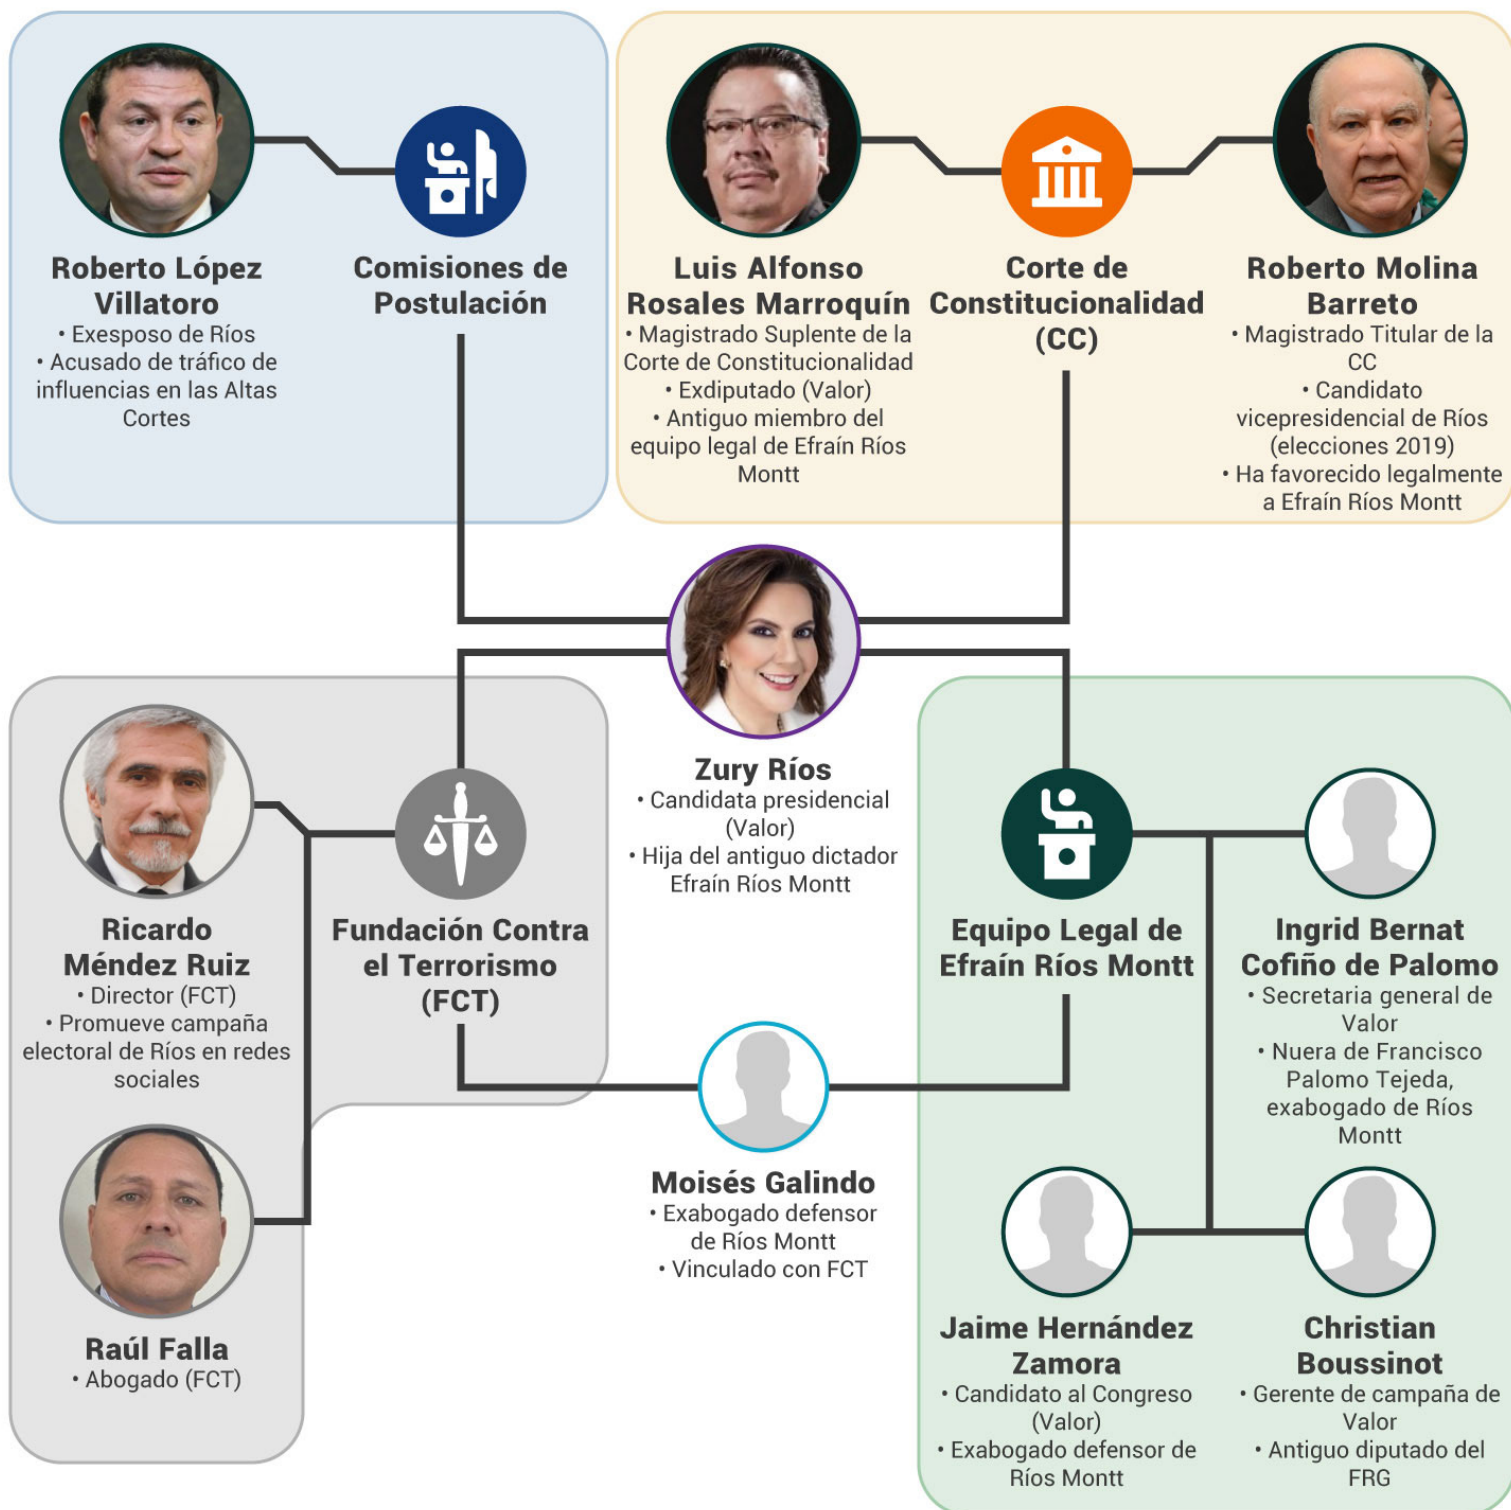 Roberto López
Villatoro
• Exesposo de Ríos
• Acusado de tráfico de
influencias en las Altas
Cortes
Comisiones de
Postulación
Luis Alfonso
Rosales Marroquín
• Magistrado Suplente de la
Corte de Constitucionalidad
• Exdiputado (Valor)
• Antiguo miembro del
equipo legal de Efraín Ríos
Montt
Corte de
Constitucionalidad
(CC)
Roberto Molina
Barreto
• Magistrado Titular de la
CC
• Candidato
vicepresidencial de Ríos
(elecciones 2019)
• Ha favorecido legalmente
a Efraín Ríos Montt
Zury Ríos
• Candidata presidencial
(Valor)
• Hija del antiguo dictador
Efraín Ríos Montt
Ricardo
Méndez Ruiz
• Director (FCT)
• Promueve campaña
electoral de Ríos en redes
sociales
Fundación Contra
el Terrorismo
(FCT)
Equipo Legal de
Efraín Ríos Montt
Ingrid Bernat
Cofiño de Palomo
• Secretaria general de
Valor
• Nuera de Francisco
Palomo Tejeda,
exabogado de Ríos
Montt
Moisés Galindo
• Exabogado defensor
de Ríos Montt
• Vinculado con FCT
Raúl Falla
• Abogado (FCT)
Jaime Hernández
Zamora
• Candidato al Congreso
(Valor)
• Exabogado defensor de
Ríos Montt
Christian
Boussinot
• Gerente de campaña de
Valor
• Antiguo diputado del
FRG